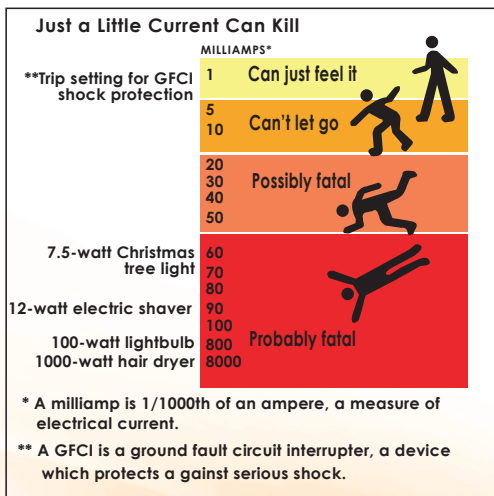 Just a Little Current Can Kill
MILLIAMPS*
**Trip setting for GFCI
shock protection
1 Can just feel it
5
10 Can't let go
20
30 Possibly fatal
40
50
7.5-watt Christmas 60
tree light 70
80
12-watt electric shaver 90
100
100-watt lightbulb 800 Probably fatal
1000-watt hair dryer 8000
* A milliamp is 1/1000th of an ampere, a measure of
electrical current.
** A GFCI is a ground fault circuit interrupter, a device
which protects a gainst serious shock.